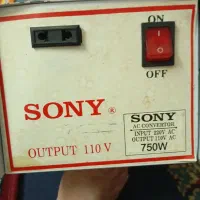 ON
OFF
SONY®
OUTPUT 110 V
SONY
AC CONVERTOR
INPUT 220V AC
OUTPUT 110V AC
750W